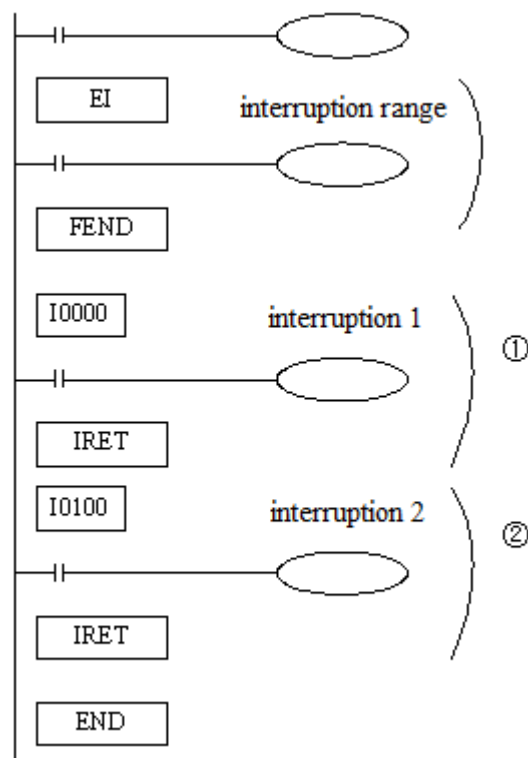 EI
interruption range
FEND
I0000
interruption 1
①
IRET
I0100
interruption 2
②
IRET
END